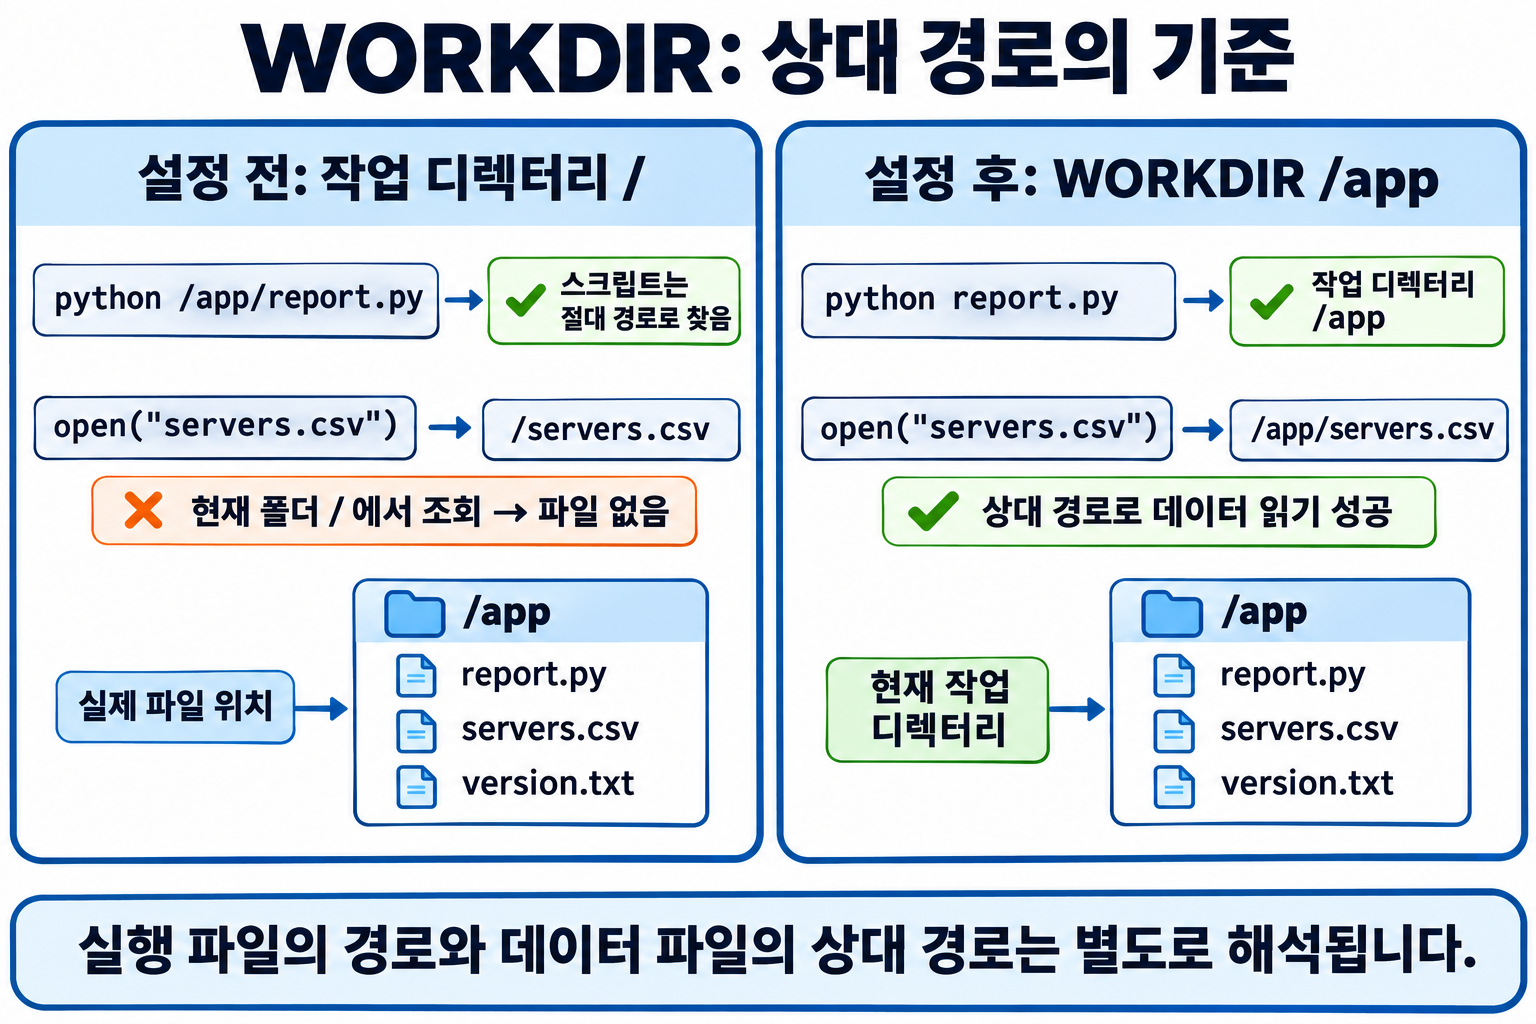 WORKDIR: 상대 경로의 기준
설정 전: 작업 디렉터리 /
python /app/report.py
스크립트는
절대 경로로 찾음
open("servers.csv")
/servers.csv
현재 폴더 / 에서 조회 → 파일 없음
실제 파일 위치
/app
report.py
servers.csv
version.txt
설정 후: WORKDIR /app
python report.py
작업 디렉터리
/app
open("servers.csv")
/app/servers.csv
상대 경로로 데이터 읽기 성공
현재 작업
디렉터리
/app
report.py
servers.csv
version.txt
실행 파일의 경로와 데이터 파일의 상대 경로는 별도로 해석됩니다.